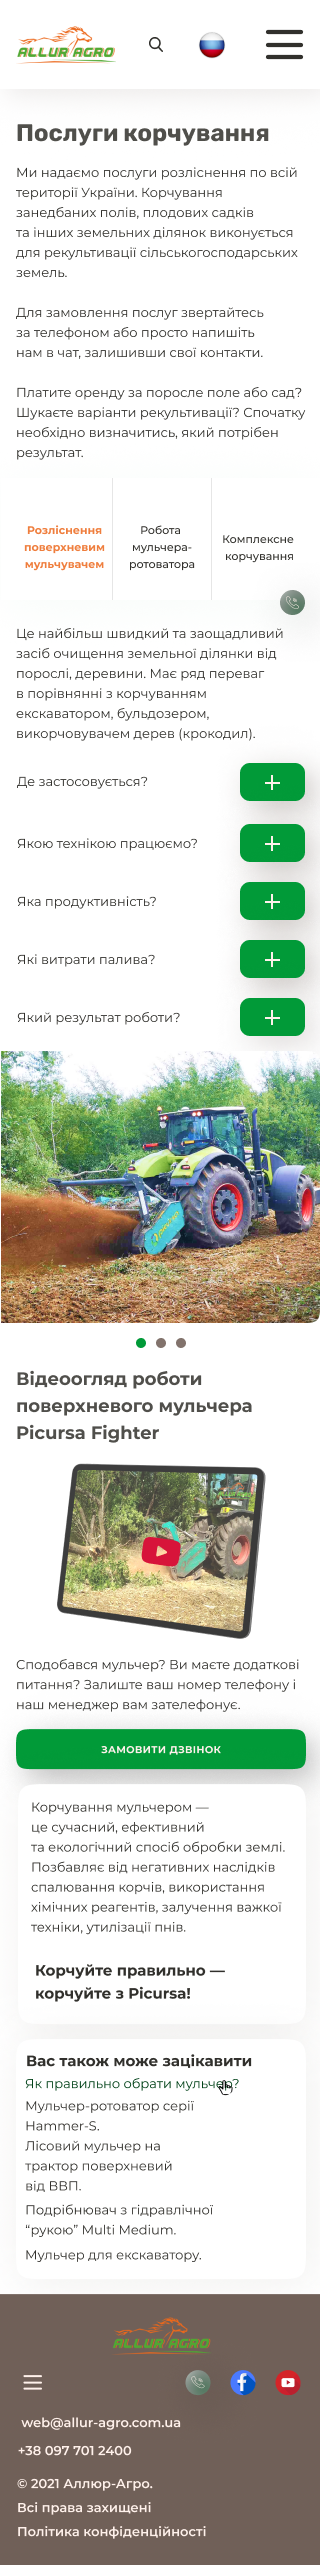 ALLUR AGRO
Послуги корчування
Ми надаємо послуги розліснення по всій
території України. Корчування
занедбаних полів, плодових садків
та інших земельних ділянок виконується
для рекультивації сільськогосподарських
земель.
Для замовлення послуг звертайтесь
за телефоном або просто напишіть
нам в чат, залишивши свої контакти.
Платите оренду за поросле поле або сад?
Шукаєте варіанти рекультивації? Спочатку
необхідно визначитись, який потрібен
результат.
Розліснення
поверхневим
мульчувачем
Робота
мульчера-
ротоватора
Комплексне
корчування
Це найбільш швидкий та заощадливий
засіб очищення земельної ділянки від
порослі, деревини. Має ряд переваг
в порівнянні з корчуванням
екскаватором, бульдозером,
викорчовувачем дерев (крокодил).
Де застосовується?
Якою технікою працюємо?
Яка продуктивність?
Які витрати палива?
Який результат роботи?
Відеоогляд роботи
поверхневого мульчера
Picursa Fighter
Сподобався мульчер? Ви маєте додаткові
питання? Залиште ваш номер телефону і
наш менеджер вам зателефонує.
ЗАМОВИТИ ДЗВІНОК
Корчування мульчером —
це сучасний, ефективний
та екологічний спосіб обробки землі.
Позбавляє від негативних наслідків
спалювання корчів, використання
хімічних реагентів, залучення важкої
техніки, утилізації пнів.
Корчуйте правильно —
корчуйте з Picursa!
Вас також може зацікавити
Як правильно обрати мульчер?
Мульчер-ротоватор серії
Hammer-S.
Лісовий мульчер на
трактор поверхневий
від ВВП.
Подрібнювач з гідравлічної
“рукою” Multi Medium.
Мульчер для екскаватору.
ALLUR AGRO
web@allur-agro.com.ua
+38 097 701 2400
© 2021 Аллюр-Агро.
Всі права захищені
Політика конфіденційності